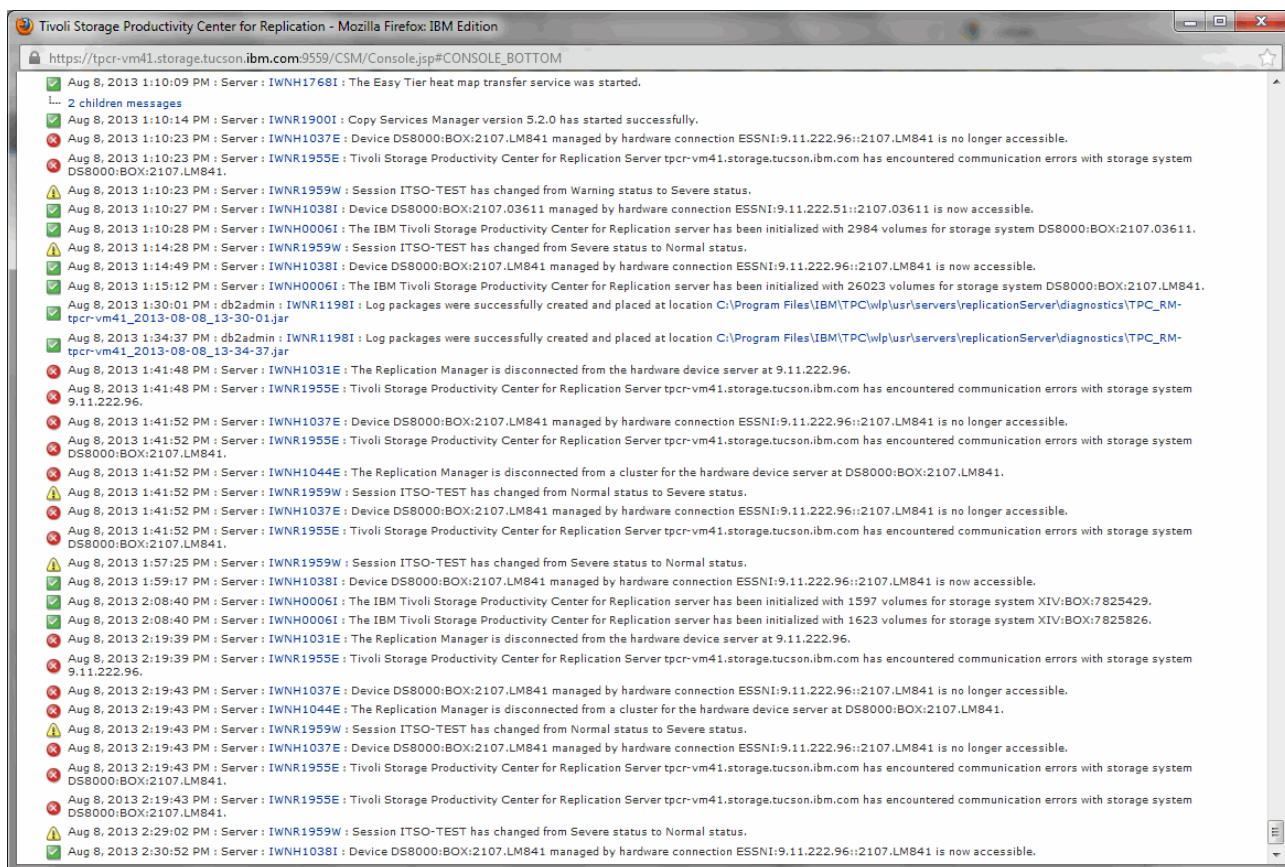 Tivoli Storage Productivity Center for Replication - Mozilla Firefox: IBM Edition
https://tpcr-vm41.storage.tucson.ibm.com:9559/CSM/Console.jsp#CONSOLE_BOTTOM
Aug 8, 2013 1:10:09 PM : Server : IWNH1768I : The Easy Tier heat map transfer service was started.
2 children messages
Aug 8, 2013 1:10:14 PM : Server : IWNR1900I : Copy Services Manager version 5.2.0 has started successfully.
Aug 8, 2013 1:10:23 PM : Server : IWNH1037E : Device DS8000:BOX:2107.LM841 managed by hardware connection ESSNI:9.11.222.96::2107.LM841 is no longer accessible.
Aug 8, 2013 1:10:23 PM : Server : IWNR1955E : Tivoli Storage Productivity Center for Replication Server tpcr-vm41.storage.tucson.ibm.com has encountered communication errors with storage system
DS8000:BOX:2107.LM841.
Aug 8, 2013 1:10:23 PM : Server : IWNR1959W : Session ITSO-TEST has changed from Warning status to Severe status.
Aug 8, 2013 1:10:27 PM : Server : IWNH1038I : Device DS8000:BOX:2107.03611 managed by hardware connection ESSNI:9.11.222.51::2107.03611 is now accessible.
Aug 8, 2013 1:10:28 PM : Server : IWNH0006I : The IBM Tivoli Storage Productivity Center for Replication server has been initialized with 2984 volumes for storage system DS8000:BOX:2107.03611.
Aug 8, 2013 1:14:28 PM : Server : IWNR1959W : Session ITSO-TEST has changed from Severe status to Normal status.
Aug 8, 2013 1:14:49 PM : Server : IWNH1038I : Device DS8000:BOX:2107.LM841 managed by hardware connection ESSNI:9.11.222.96::2107.LM841 is now accessible.
Aug 8, 2013 1:15:12 PM : Server : IWNH0006I : The IBM Tivoli Storage Productivity Center for Replication server has been initialized with 26023 volumes for storage system DS8000:BOX:2107.LM841.
Aug 8, 2013 1:30:01 PM : db2admin : IWNR1198I : Log packages were successfully created and placed at location C:\Program Files\IBM\TPC\wlp\usr\servers\replicationServer\diagnostics\TPC_RM-
tpcr-vm41_2013-08-08_13-30-01.jar
Aug 8, 2013 1:34:37 PM : db2admin : IWNR1198I : Log packages were successfully created and placed at location C:\Program Files\IBM\TPC\wlp\usr\servers\replicationServer\diagnostics\TPC_RM-
tpcr-vm41_2013-08-08_13-34-37.jar
Aug 8, 2013 1:41:48 PM : Server : IWNH1031E : The Replication Manager is disconnected from the hardware device server at 9.11.222.96.
Aug 8, 2013 1:41:48 PM : Server : IWNR1955E : Tivoli Storage Productivity Center for Replication Server tpcr-vm41.storage.tucson.ibm.com has encountered communication errors with storage system
9.11.222.96.
Aug 8, 2013 1:41:52 PM : Server : IWNH1037E : Device DS8000:BOX:2107.LM841 managed by hardware connection ESSNI:9.11.222.96::2107.LM841 is no longer accessible.
Aug 8, 2013 1:41:52 PM : Server : IWNR1955E : Tivoli Storage Productivity Center for Replication Server tpcr-vm41.storage.tucson.ibm.com has encountered communication errors with storage system
DS8000:BOX:2107.LM841.
Aug 8, 2013 1:41:52 PM : Server : IWNH1044E : The Replication Manager is disconnected from a cluster for the hardware device server at DS8000:BOX:2107.LM841.
Aug 8, 2013 1:41:52 PM : Server : IWNR1959W : Session ITSO-TEST has changed from Normal status to Severe status.
Aug 8, 2013 1:41:52 PM : Server : IWNH1037E : Device DS8000:BOX:2107.LM841 managed by hardware connection ESSNI:9.11.222.96::2107.LM841 is no longer accessible.
Aug 8, 2013 1:41:52 PM : Server : IWNR1955E : Tivoli Storage Productivity Center for Replication Server tpcr-vm41.storage.tucson.ibm.com has encountered communication errors with storage system
DS8000:BOX:2107.LM841.
Aug 8, 2013 1:57:25 PM : Server : IWNR1959W : Session ITSO-TEST has changed from Severe status to Normal status.
Aug 8, 2013 1:59:17 PM : Server : IWNH1038I : Device DS8000:BOX:2107.LM841 managed by hardware connection ESSNI:9.11.222.96::2107.LM841 is now accessible.
Aug 8, 2013 2:08:40 PM : Server : IWNH0006I : The IBM Tivoli Storage Productivity Center for Replication server has been initialized with 1597 volumes for storage system XIV:BOX:7825429.
Aug 8, 2013 2:08:40 PM : Server : IWNH0006I : The IBM Tivoli Storage Productivity Center for Replication server has been initialized with 1623 volumes for storage system XIV:BOX:7825826.
Aug 8, 2013 2:19:39 PM : Server : IWNH1031E : The Replication Manager is disconnected from the hardware device server at 9.11.222.96.
Aug 8, 2013 2:19:39 PM : Server : IWNR1955E : Tivoli Storage Productivity Center for Replication Server tpcr-vm41.storage.tucson.ibm.com has encountered communication errors with storage system
9.11.222.96.
Aug 8, 2013 2:19:43 PM : Server : IWNH1037E : Device DS8000:BOX:2107.LM841 managed by hardware connection ESSNI:9.11.222.96::2107.LM841 is no longer accessible.
Aug 8, 2013 2:19:43 PM : Server : IWNH1044E : The Replication Manager is disconnected from a cluster for the hardware device server at DS8000:BOX:2107.LM841.
Aug 8, 2013 2:19:43 PM : Server : IWNR1959W : Session ITSO-TEST has changed from Normal status to Severe status.
Aug 8, 2013 2:19:43 PM : Server : IWNH1037E : Device DS8000:BOX:2107.LM841 managed by hardware connection ESSNI:9.11.222.96::2107.LM841 is no longer accessible.
Aug 8, 2013 2:19:43 PM : Server : IWNR1955E : Tivoli Storage Productivity Center for Replication Server tpcr-vm41.storage.tucson.ibm.com has encountered communication errors with storage system
DS8000:BOX:2107.LM841.
Aug 8, 2013 2:19:43 PM : Server : IWNR1955E : Tivoli Storage Productivity Center for Replication Server tpcr-vm41.storage.tucson.ibm.com has encountered communication errors with storage system
DS8000:BOX:2107.LM841.
Aug 8, 2013 2:29:02 PM : Server : IWNR1959W : Session ITSO-TEST has changed from Severe status to Normal status.
Aug 8, 2013 2:30:52 PM : Server : IWNH1038I : Device DS8000:BOX:2107.LM841 managed by hardware connection ESSNI:9.11.222.96::2107.LM841 is now accessible.